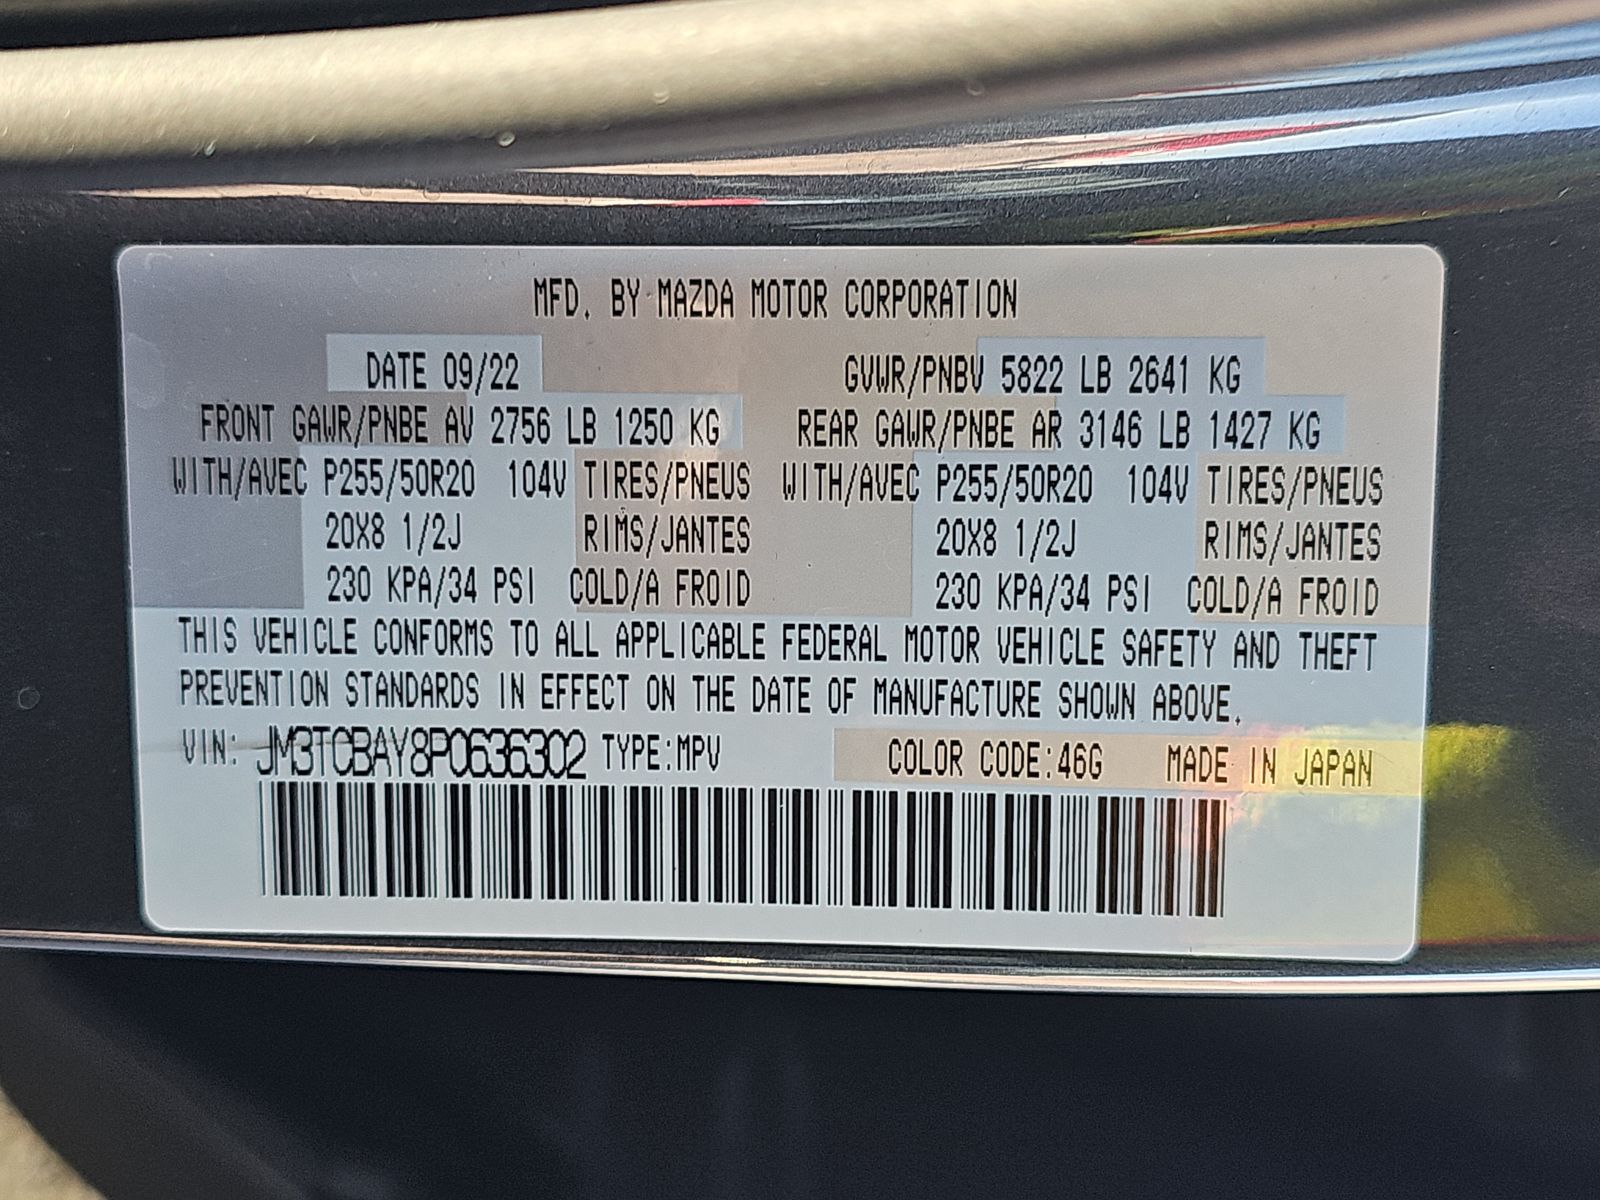 MFD. BY MAZDA MOTOR CORPORATION
DATE 09/22 GVWR/PNBV 5822 LB 2641 KG
FRONT GAWR/PNBE AV 2756 LB 1250 KG REAR GAWR/PNBE AR 3146 LB 1427 KG
WITH/AVEC P255/50R20 104V TIRES/PNEUS WITH/AVEC P255/50R20 104V TIRES/PNEUS
20X8 1/2J RIMS/JANTES 20X8 1/2J RIMS/JANTES
230 KPA/34 PSI COLD/A FROID 230 KPA/34 PSI COLD/A FROID
THIS VEHICLE CONFORMS TO ALL APPLICABLE FEDERAL MOTOR VEHICLE SAFETY AND THEFT
PREVENTION STANDARDS IN EFFECT ON THE DATE OF MANUFACTURE SHOWN ABOVE.
VIN: JM3TCBAY8P0636302 TYPE:MPV COLOR CODE:46G MADE IN JAPAN